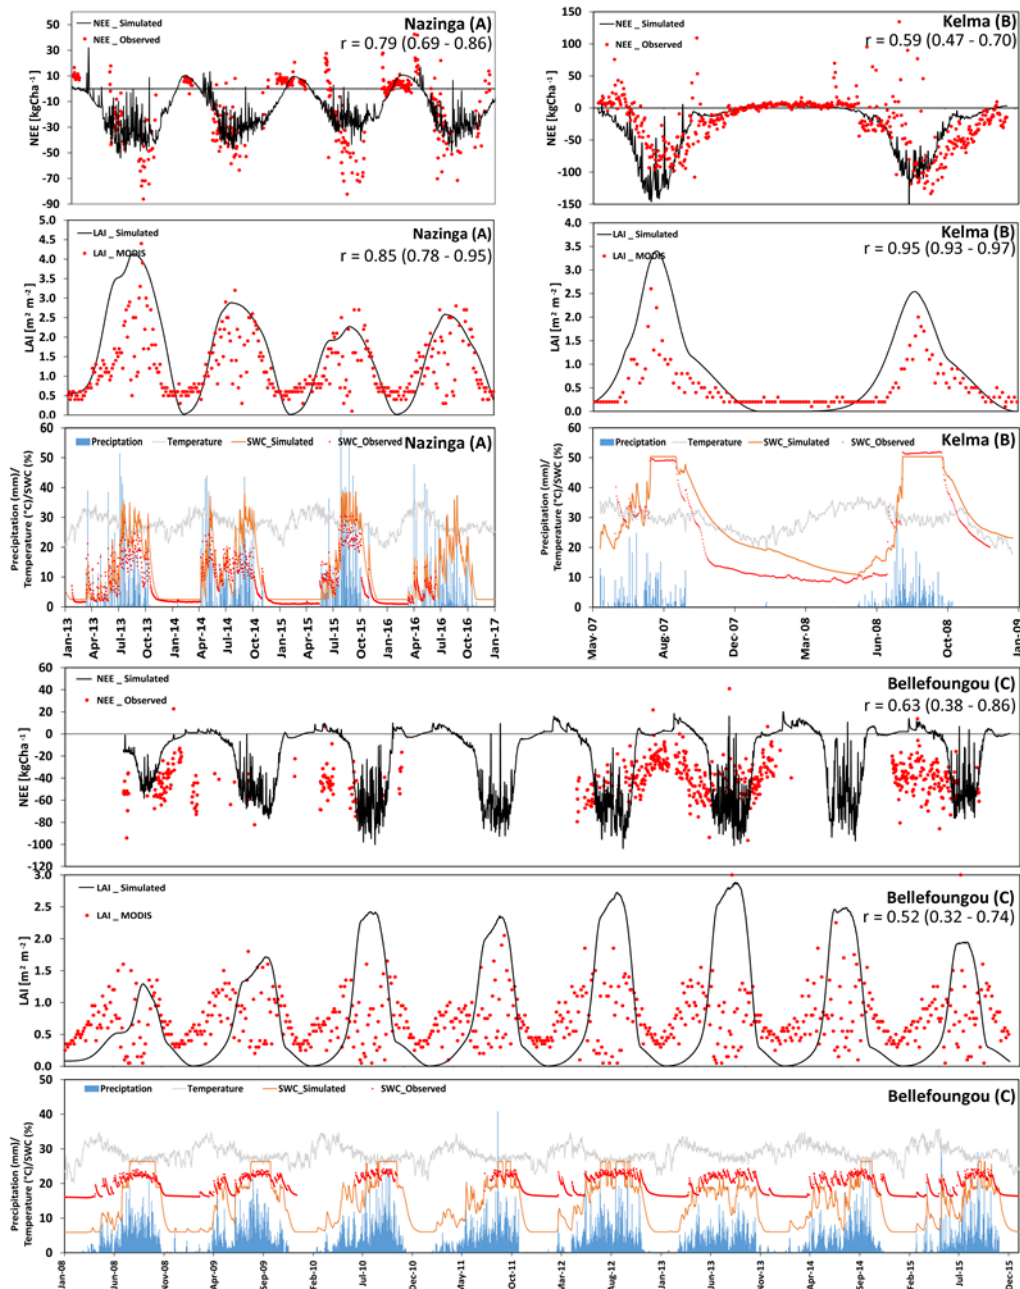 Nazinga (A)
r = 0.79 (0.69 - 0.86)
NEE _ Simulated
NEE _ Observed
NEE [kgCha⁻¹]
50
30
10
-10
-30
-50
-70
-90
Kelma (B)
r = 0.59 (0.47 - 0.70)
NEE _ Simulated
NEE _ Observed
NEE [kgCha⁻¹]
150
100
50
0
-50
-100
-150
Nazinga (A)
r = 0.85 (0.78 - 0.95)
LAI _ Simulated
LAI _ MODIS
LAI [m² m⁻²]
5.0
4.5
4.0
3.5
3.0
2.5
2.0
1.5
1.0
0.5
0.0
Kelma (B)
r = 0.95 (0.93 - 0.97)
LAI _ Simulated
LAI _ MODIS
LAI [m² m⁻²]
4.0
3.5
3.0
2.5
2.0
1.5
1.0
0.5
0.0
Precipitation Temperature SWC_Simulated SWC_Observed
Nazinga (A)
Precipitation (mm)/
Temperature (°C)/SWC (%)
60
50
40
30
20
10
0
Jan-13 Apr-13 Jul-13 Oct-13 Jan-14 Apr-14 Jul-14 Oct-14 Jan-15 Apr-15 Jul-15 Oct-15 Jan-16 Apr-16 Jul-16 Oct-16 Jan-17
Precipitation Temperature SWC_Simulated SWC_Observed
Kelma (B)
Precipitation (mm)/
Temperature (°C)/SWC (%)
60
50
40
30
20
10
0
May-07 Aug-07 Dec-07 Mar-08 Jun-08 Oct-08 Jan-09
NEE _ Simulated
NEE _ Observed
Bellefoungou (C)
r = 0.63 (0.38 - 0.86)
NEE [kgCha⁻¹]
60
40
20
0
-20
-40
-60
-80
-100
-120
LAI _ Simulated
LAI _ MODIS
Bellefoungou (C)
r = 0.52 (0.32 - 0.74)
LAI [m² m⁻²]
3.0
2.5
2.0
1.5
1.0
0.5
0.0
Precipitation Temperature SWC_Simulated SWC_Observed
Bellefoungou (C)
Precipitation (mm)/
Temperature (°C)/SWC (%)
50
40
30
20
10
0
Jan-08 Jun-08 Nov-08 Apr-09 Sep-09 Feb-10 Jul-10 Dec-10 May-11 Oct-11 Mar-12 Aug-12 Jan-13 Jun-13 Nov-13 Apr-14 Sep-14 Feb-15 Jul-15 Dec-15